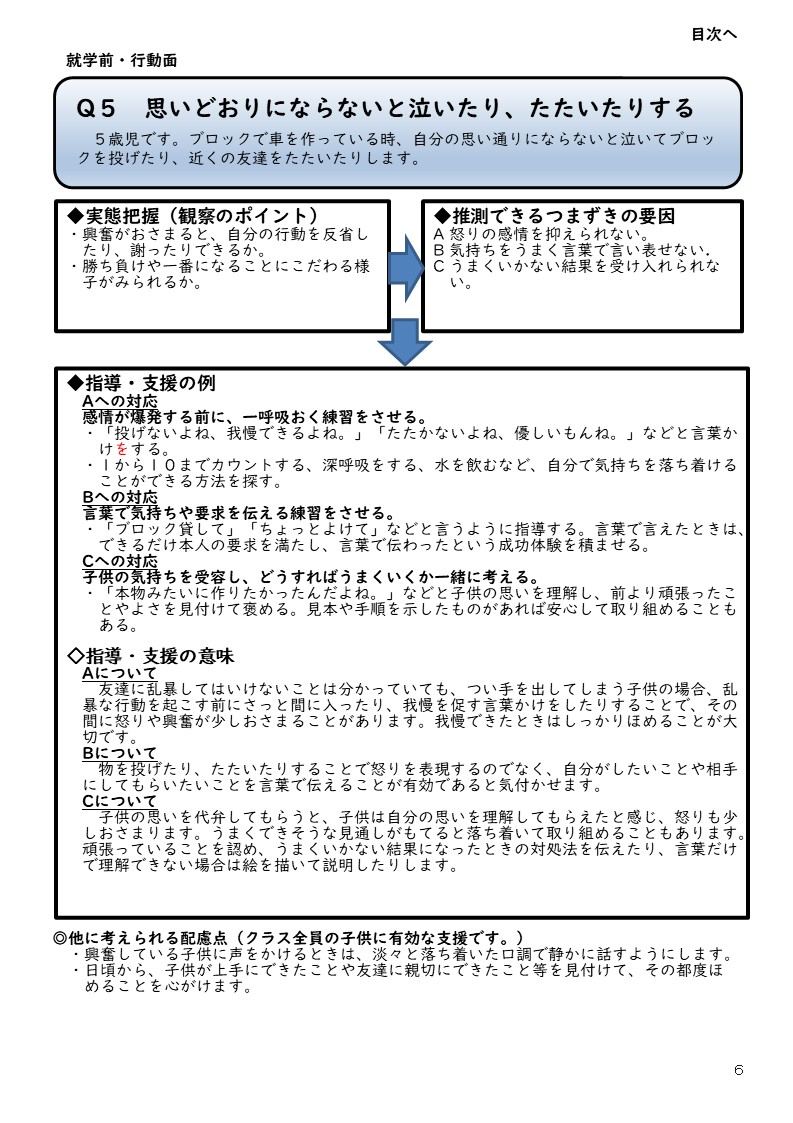 目次へ
就学前・行動面
Q５　思いどおりにならないと泣いたり、たたいたりする
５歳児です。ブロックで車を作っている時、自分の思い通りにならないと泣いてブロッ
クを投げたり、近くの友達をたたいたりします。
◆実態把握（観察のポイント）
・興奮がおさまると、自分の行動を反省し
たり、謝ったりできるか。
・勝ち負けや一番になることにこだわる様
子がみられるか。
◆推測できるつまずきの要因
A 怒りの感情を抑えられない。
B 気持ちをうまく言葉で言い表せない．
C うまくいかない結果を受け入れられな
い。
◆指導・支援の例
Aへの対応
感情が爆発する前に、一呼吸おく練習をさせる。
・「投げないよね、我慢できるよね。」「たたかないよね、優しいもんね。」などと言葉か
けをする。
・１から１０までカウントする、深呼吸をする、水を飲むなど、自分で気持ちを落ち着ける
ことができる方法を探す。
Bへの対応
言葉で気持ちや要求を伝える練習をさせる。
・「ブロック貸して」「ちょっとよけて」などと言うように指導する。言葉で言えたときは、
できるだけ本人の要求を満たし、言葉で伝わったという成功体験を積ませる。
Cへの対応
子供の気持ちを受容し、どうすればうまくいくか一緒に考える。
・「本物みたいに作りたかったんだよね。」などと子供の思いを理解し、前より頑張ったこ
とやよさを見付けて褒める。見本や手順を示したものがあれば安心して取り組めることも
ある。
◇指導・支援の意味
Aについて
友達に乱暴してはいけないことは分かっていても、つい手を出してしまう子供の場合、乱
暴な行動を起こす前にさっと間に入ったり、我慢を促す言葉かけをしたりすることで、その
間に怒りや興奮が少しおさまることがあります。我慢できたときはしっかりほめることが大
切です。
Bについて
物を投げたり、たたいたりすることで怒りを表現するのでなく、自分がしたいことや相手
にしてもらいたいことを言葉で伝えることが有効であると気付かせます。
Cについて
子供の思いを代弁してもらうと、子供は自分の思いを理解してもらえたと感じ、怒りも少
しおさまります。うまくできそうな見通しがもてると落ち着いて取り組めることもあります。
頑張っていることを認め、うまくいかない結果になったときの対処法を伝えたり、言葉だけ
で理解できない場合は絵を描いて説明したりします。
◎他に考えられる配慮点（クラス全員の子供に有効な支援です。）
・興奮している子供に声をかけるときは、淡々と落ち着いた口調で静かに話すようにします。
・日頃から、子供が上手にできたことや友達に親切にできたこと等を見付けて、その都度ほ
めることを心がけます。
6